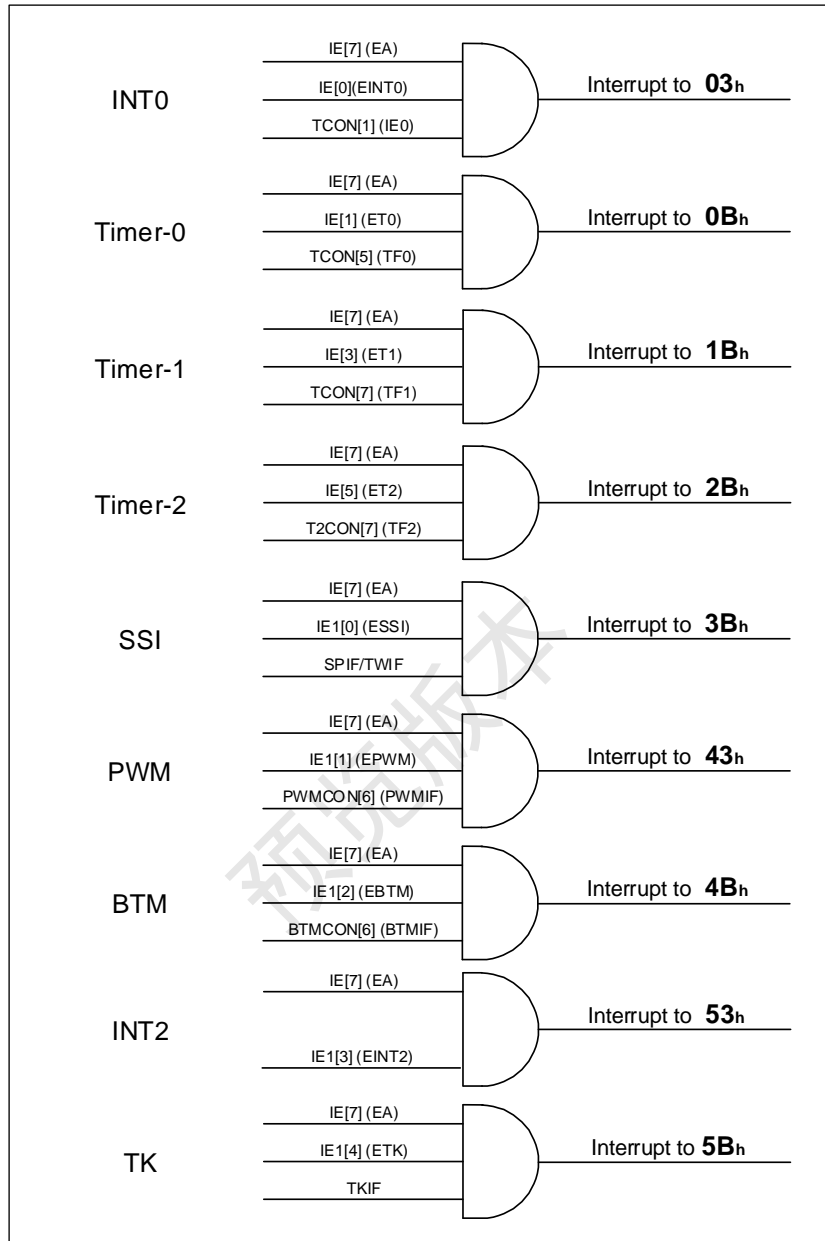 IE[7] (EA)
INT0
IE[0](EINT0)
Interrupt to 03h
TCON[1] (IE0)
IE[7] (EA)
Timer-0
IE[1] (ET0)
Interrupt to 0Bh
TCON[5] (TF0)
IE[7] (EA)
Timer-1
IE[3] (ET1)
Interrupt to 1Bh
TCON[7] (TF1)
IE[7] (EA)
Timer-2
IE[5] (ET2)
Interrupt to 2Bh
T2CON[7] (TF2)
IE[7] (EA)
SSI
IE1[0] (ESSI)
Interrupt to 3Bh
SPIF/TWIF
IE[7] (EA)
PWM
IE1[1] (EPWM)
Interrupt to 43h
PWMCON[6] (PWMIF)
IE[7] (EA)
BTM
IE1[2] (EBTM)
Interrupt to 4Bh
BTMCON[6] (BTMIF)
IE[7] (EA)
INT2
Interrupt to 53h
IE1[3] (EINT2)
IE[7] (EA)
TK
IE1[4] (ETK)
Interrupt to 5Bh
TKIF
预览版本